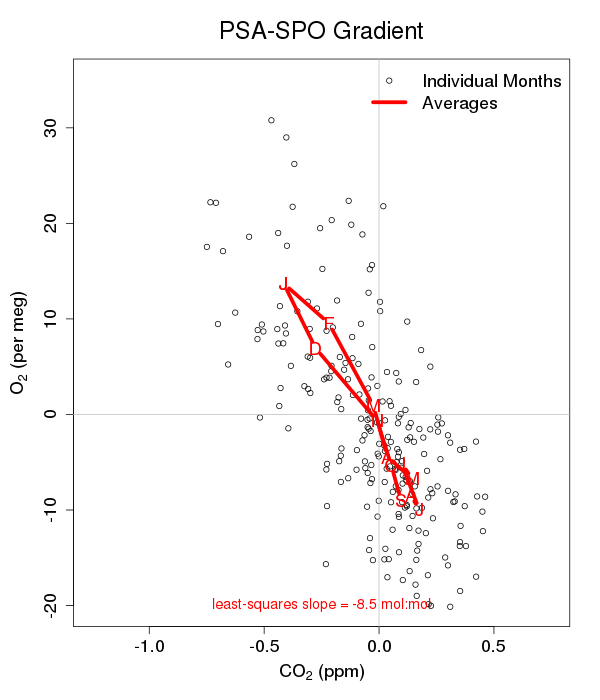 PSA-SPO Gradient
Individual Months
Averages
O2 (per meg)
30
20
10
0
-10
-20
J
F
D
M
N
A
O
J
M
S
A
J
least-squares slope = -8.5 mol:mol
-1.0
-0.5
0.0
0.5
CO2 (ppm)